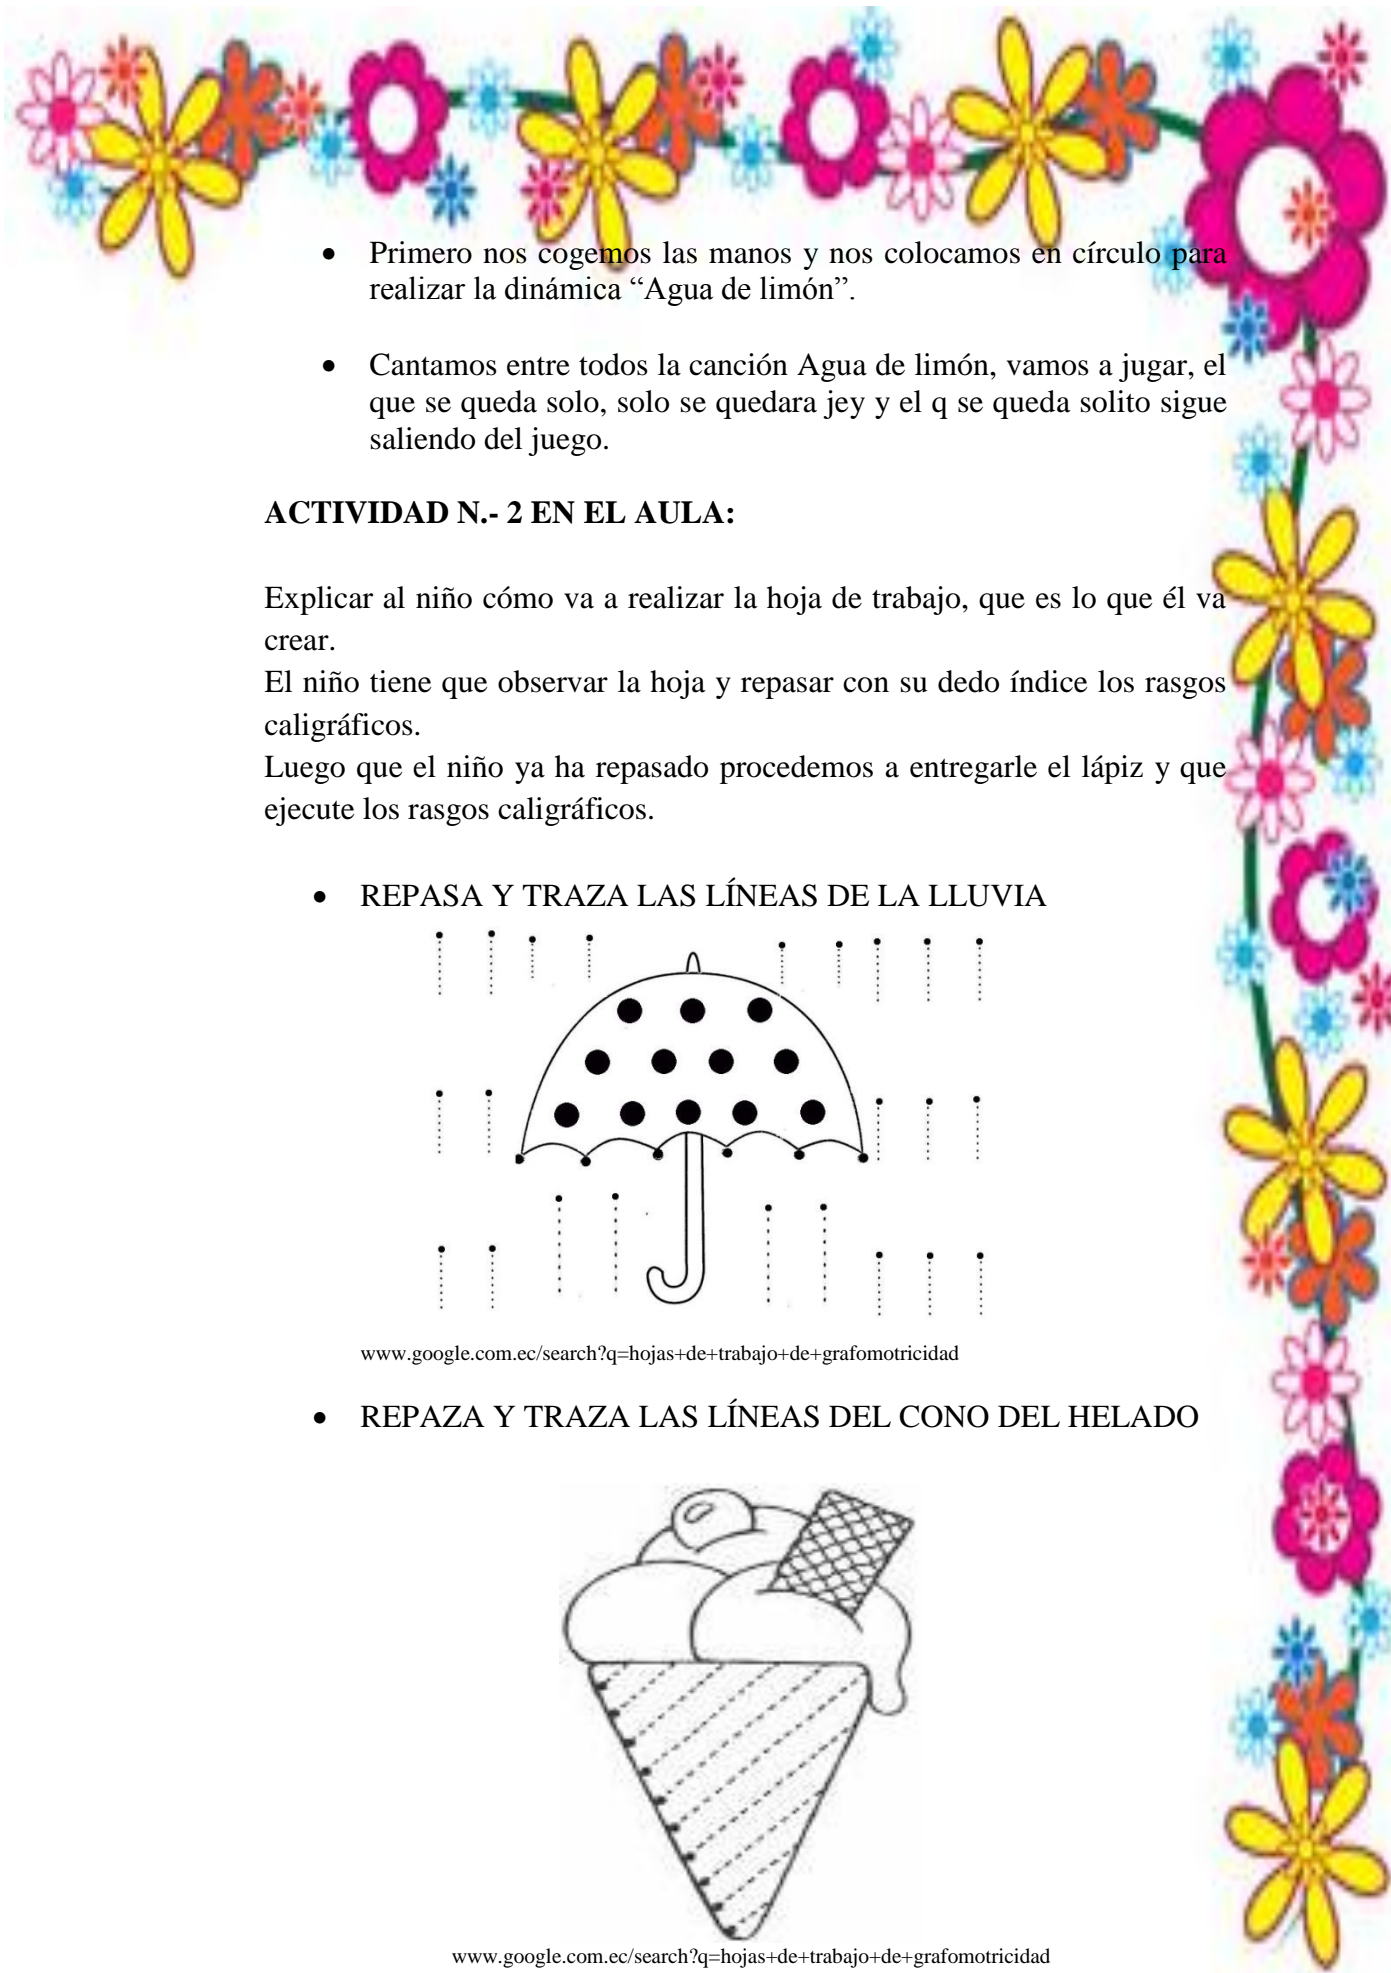 • Primero nos cogemos las manos y nos colocamos en círculo para
realizar la dinámica “Agua de limón”.
• Cantamos entre todos la canción Agua de limón, vamos a jugar, el
que se queda solo, solo se quedara jey y el q se queda solito sigue
saliendo del juego.
ACTIVIDAD N.- 2 EN EL AULA:
Explicar al niño cómo va a realizar la hoja de trabajo, que es lo que él va
crear.
El niño tiene que observar la hoja y repasar con su dedo índice los rasgos
caligráficos.
Luego que el niño ya ha repasado procedemos a entregarle el lápiz y que
ejecute los rasgos caligráficos.
• REPASA Y TRAZA LAS LÍNEAS DE LA LLUVIA
www.google.com.ec/search?q=hojas+de+trabajo+de+grafomotricidad
• REPAZA Y TRAZA LAS LÍNEAS DEL CONO DEL HELADO
www.google.com.ec/search?q=hojas+de+trabajo+de+grafomotricidad